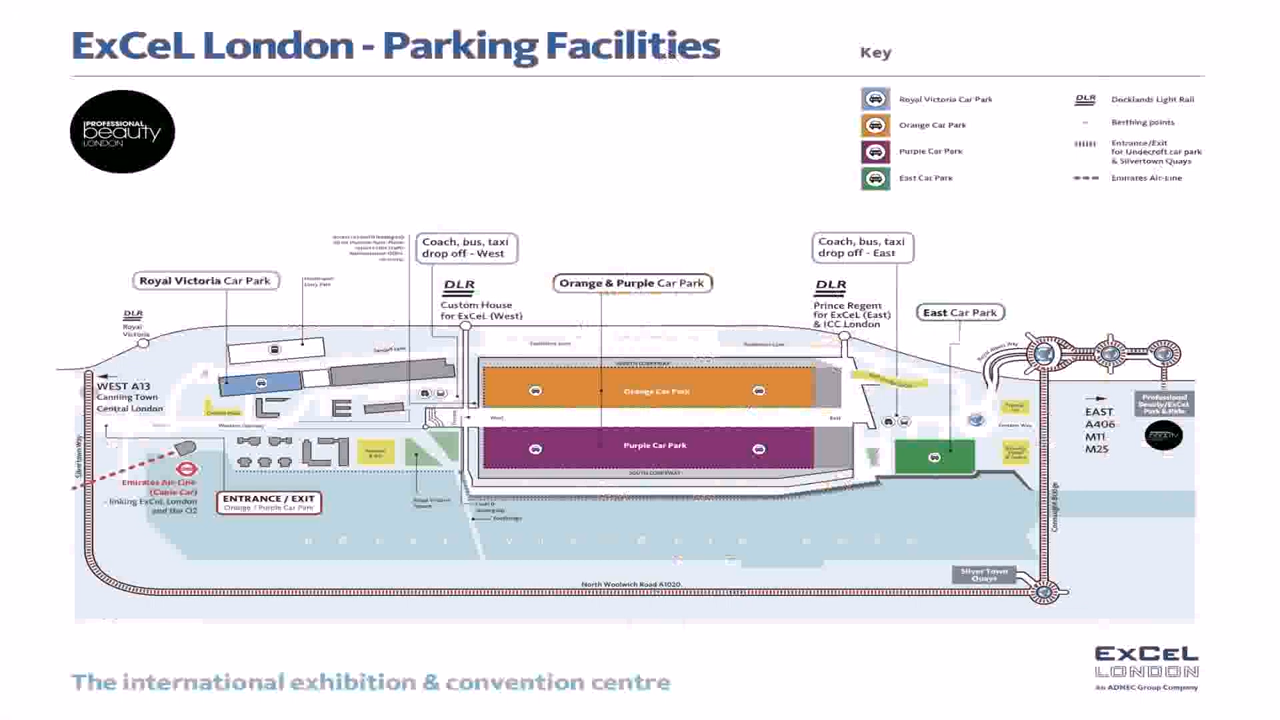 ExCeL London - Parking Facilities
Key
PROFESSIONAL
beauty
LONDON
Royal Victoria Car Park
Orange Car Park
Purple Car Park
East Car Park
DLR Docklands Light Rail
Berthing points
Entrance/Exit
for Undercroft car park
& Silvertown Quays
Emirates Air-Line
Coach, bus, taxi
drop off - West
Coach, bus, taxi
drop off - East
Royal Victoria Car Park
Orange & Purple Car Park
East Car Park
DLR
Custom House
for ExCeL (West)
DLR
Prince Regent
for ExCeL (East)
& ICC London
DLR
Royal
Victoria
WEST A13
Canning Town
Central London
Orange Car Park
West
East
Purple Car Park
EAST
A406
M11
M25
Professional
Beauty/ExCeL
Park & Ride
Emirates Air-Line
(Cable Car)
- linking ExCeL London
and the O2
ENTRANCE / EXIT
Orange / Purple Car Park
Connaught Bridge
Silvertown Way
Silver Town
Quays
North Woolwich Road A1020
The international exhibition & convention centre
ExCeL
LONDON
An ADNEC Group Company